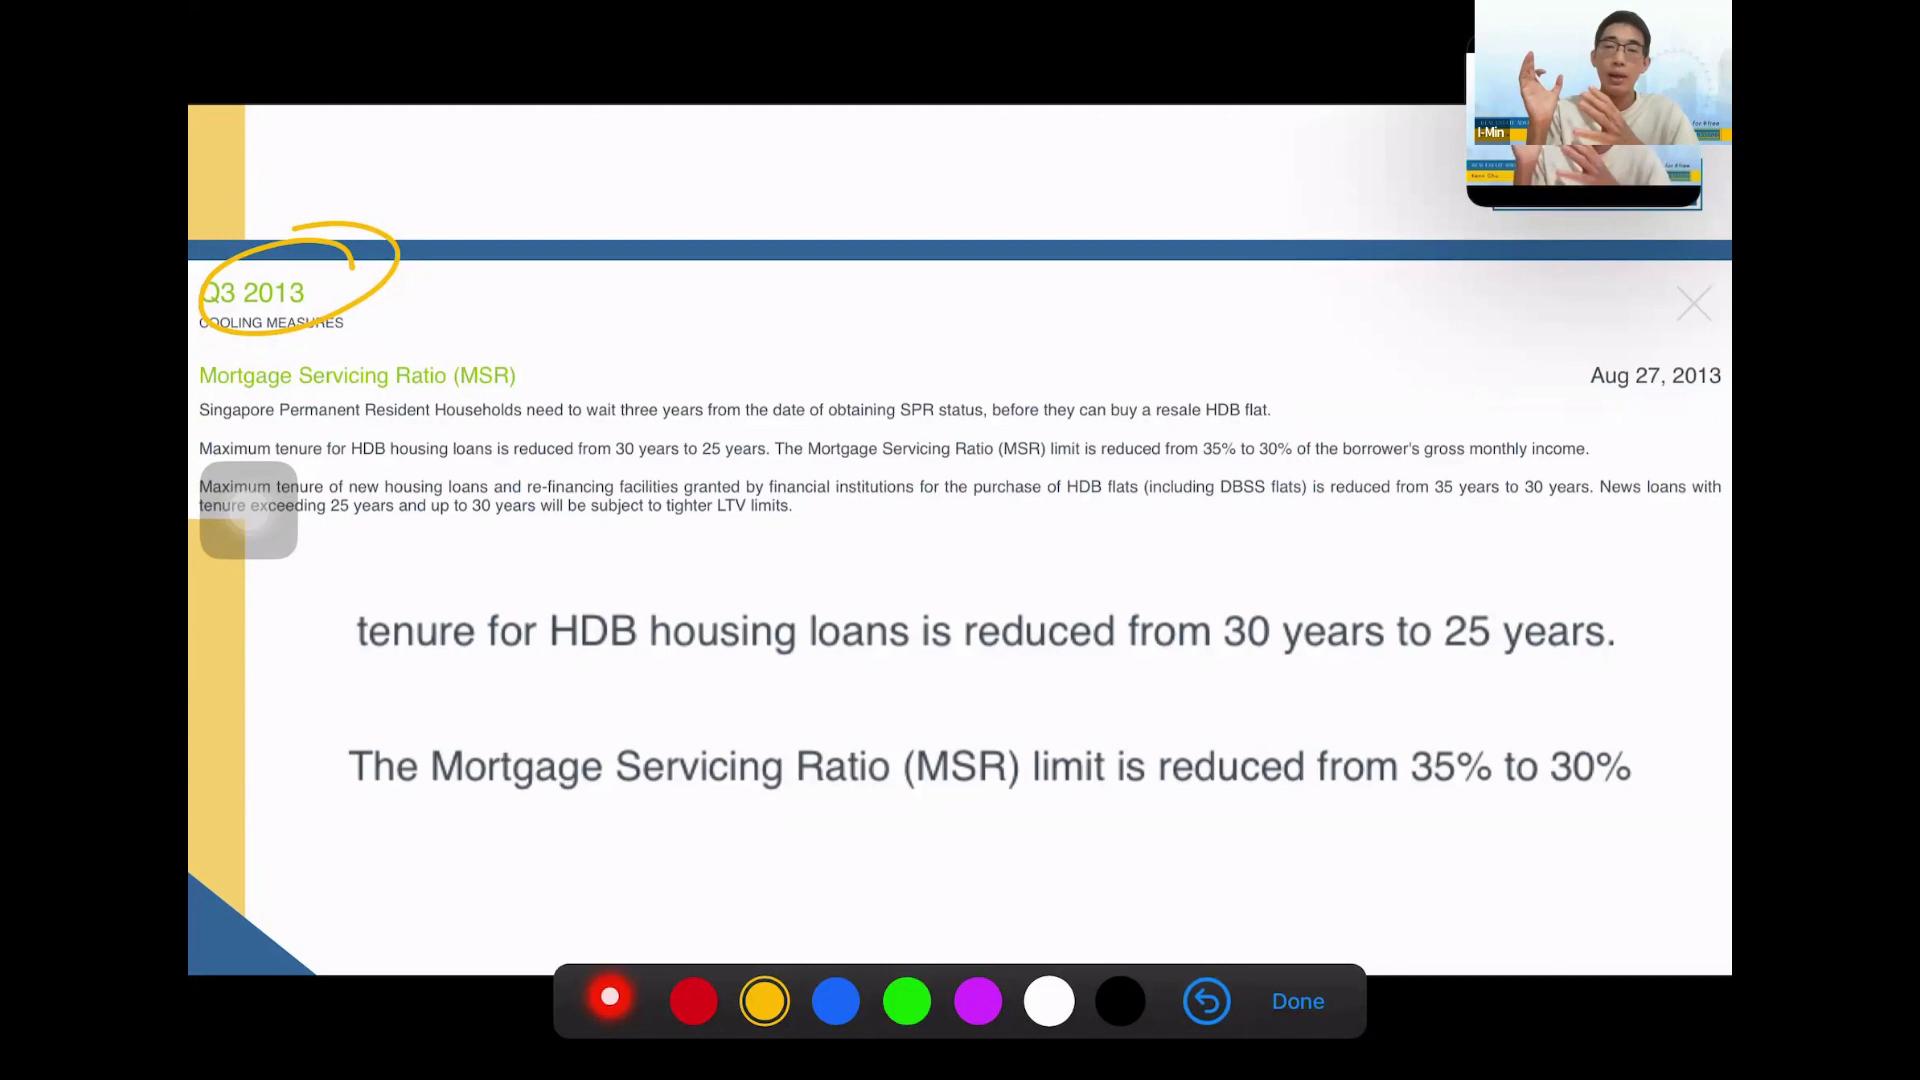 I-Min
for #free
for #free
Q3 2013
COOLING MEASURES
Mortgage Servicing Ratio (MSR)
Aug 27, 2013
Singapore Permanent Resident Households need to wait three years from the date of obtaining SPR status, before they can buy a resale HDB flat.
Maximum tenure for HDB housing loans is reduced from 30 years to 25 years. The Mortgage Servicing Ratio (MSR) limit is reduced from 35% to 30% of the borrower's gross monthly income.
Maximum tenure of new housing loans and re-financing facilities granted by financial institutions for the purchase of HDB flats (including DBSS flats) is reduced from 35 years to 30 years. News loans with
tenure exceeding 25 years and up to 30 years will be subject to tighter LTV limits.
tenure for HDB housing loans is reduced from 30 years to 25 years.
The Mortgage Servicing Ratio (MSR) limit is reduced from 35% to 30%
Done